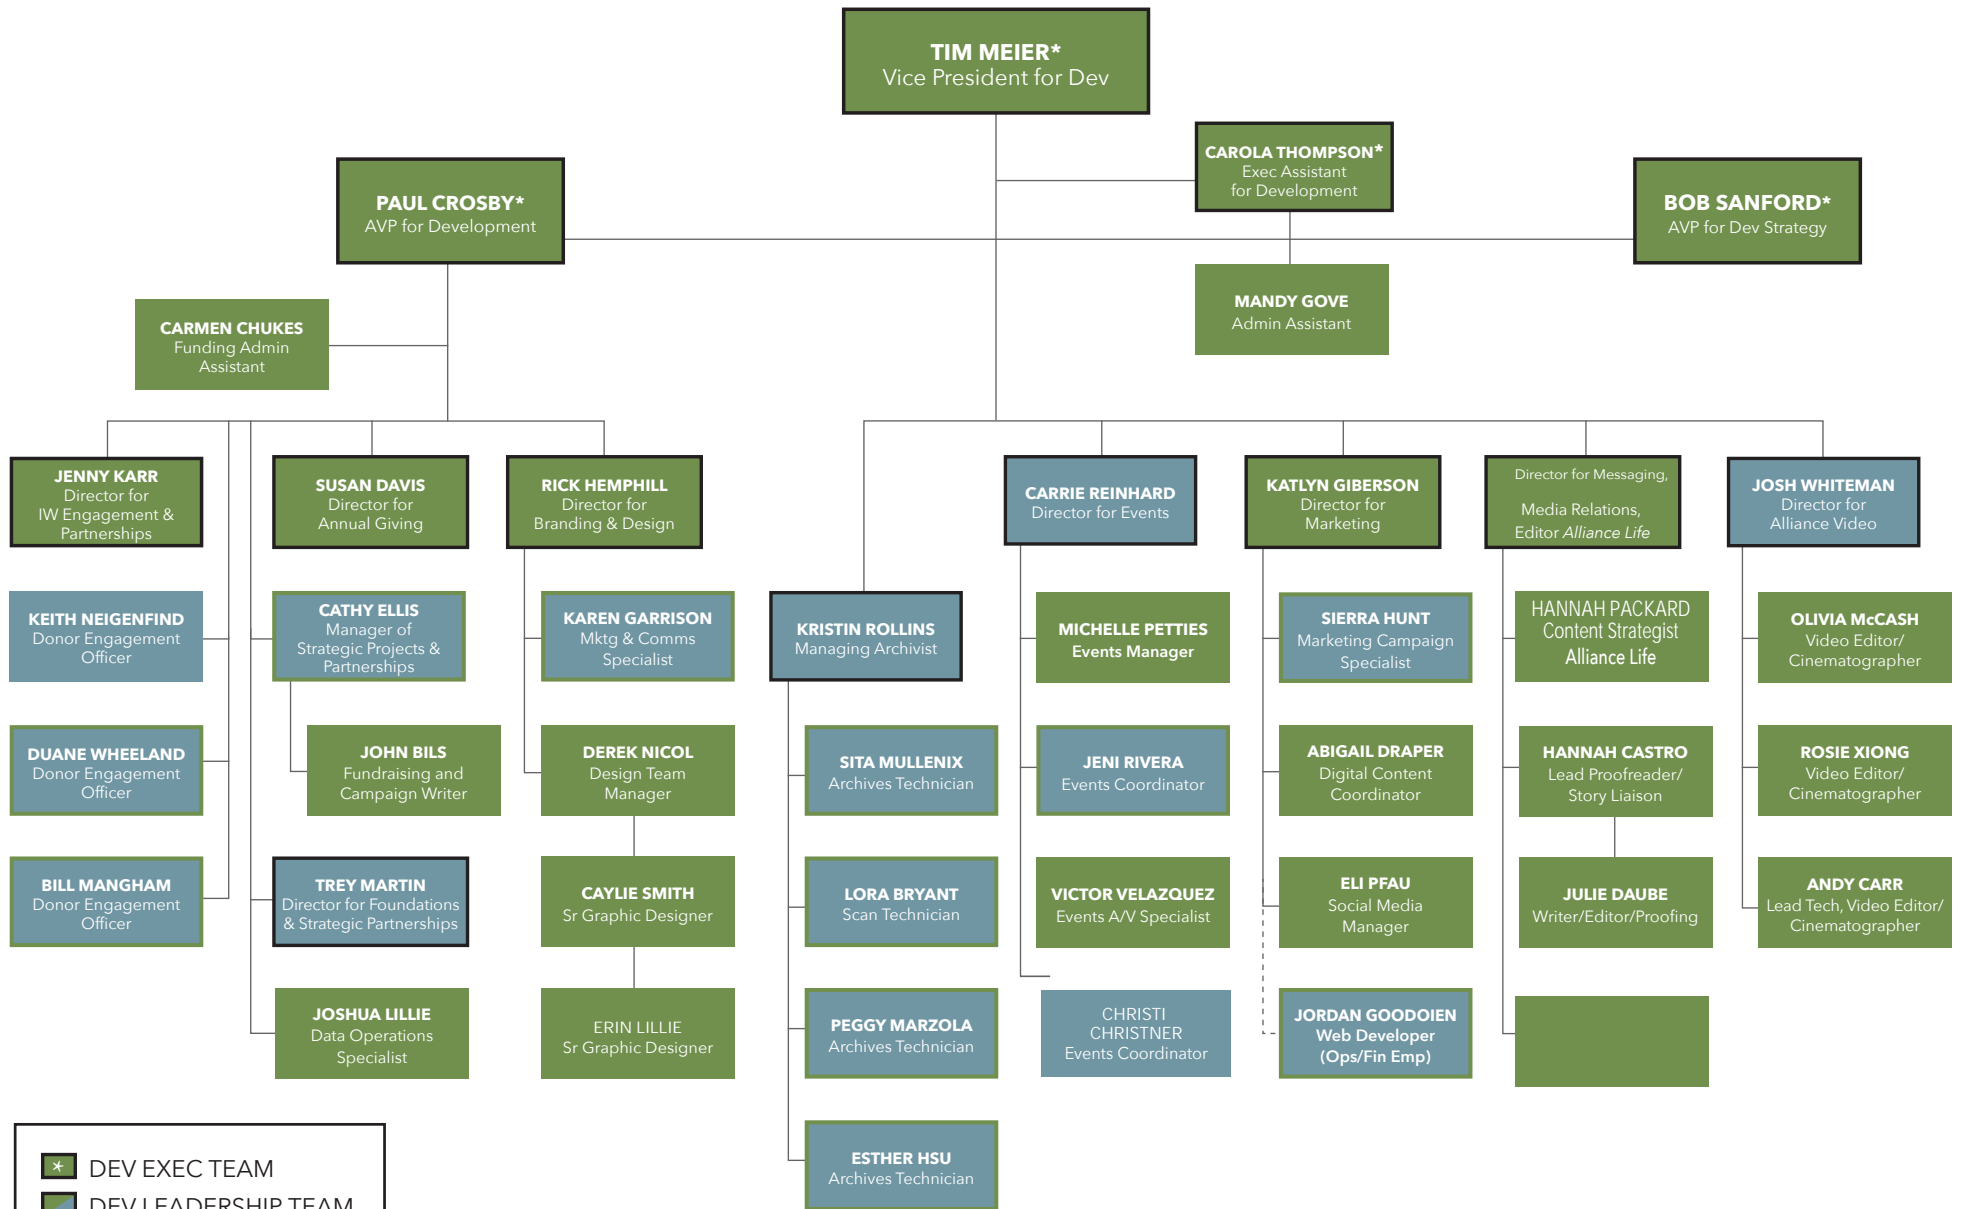 TIM MEIER*
Vice President for Dev
CAROLA THOMPSON*
Exec Assistant
for Development
PAUL CROSBY*
AVP for Development
BOB SANFORD*
AVP for Dev Strategy
MANDY GOVE
Admin Assistant
CARMEN CHUKES
Funding Admin
Assistant
JENNY KARR
Director for
IW Engagement &
Partnerships
SUSAN DAVIS
Director for
Annual Giving
RICK HEMPHILL
Director for
Branding & Design
CARRIE REINHARD
Director for Events
KATLYN GIBERSON
Director for
Marketing
Director for Messaging,
Media Relations,
Editor Alliance Life
JOSH WHITEMAN
Director for
Alliance Video
KEITH NEIGENFIND
Donor Engagement
Officer
CATHY ELLIS
Manager of
Strategic Projects &
Partnerships
KAREN GARRISON
Mktg & Comms
Specialist
KRISTIN ROLLINS
Managing Archivist
MICHELLE PETTIES
Events Manager
SIERRA HUNT
Marketing Campaign
Specialist
HANNAH PACKARD
Content Strategist
Alliance Life
OLIVIA McCASH
Video Editor/
Cinematographer
DUANE WHEELAND
Donor Engagement
Officer
JOHN BILS
Fundraising and
Campaign Writer
DEREK NICOL
Design Team
Manager
SITA MULLENIX
Archives Technician
JENI RIVERA
Events Coordinator
ABIGAIL DRAPER
Digital Content
Coordinator
HANNAH CASTRO
Lead Proofreader/
Story Liaison
ROSIE XIONG
Video Editor/
Cinematographer
BILL MANGHAM
Donor Engagement
Officer
TREY MARTIN
Director for Foundations
& Strategic Partnerships
CAYLIE SMITH
Sr Graphic Designer
LORA BRYANT
Scan Technician
VICTOR VELAZQUEZ
Events A/V Specialist
ELI PFAU
Social Media
Manager
JULIE DAUBE
Writer/Editor/Proofing
ANDY CARR
Lead Tech, Video Editor/
Cinematographer
JOSHUA LILLIE
Data Operations
Specialist
ERIN LILLIE
Sr Graphic Designer
PEGGY MARZOLA
Archives Technician
CHRISTI
CHRISTNER
Events Coordinator
JORDAN GOODOIEN
Web Developer
(Ops/Fin Emp)
ESTHER HSU
Archives Technician
* DEV EXEC TEAM
DEV LEADERSHIP TEAM